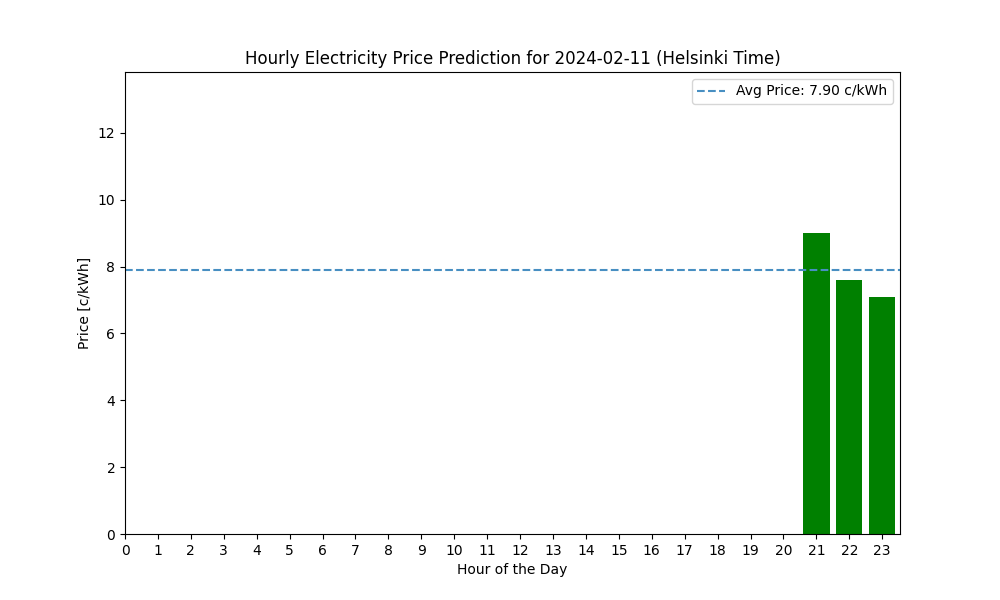 Hourly Electricity Price Prediction for 2024-02-11 (Helsinki Time)
Avg Price: 7.90 c/kWh
12
10
8
6
4
2
0
Price [c/kWh]
0 1 2 3 4 5 6 7 8 9 10 11 12 13 14 15 16 17 18 19 20 21 22 23
Hour of the Day